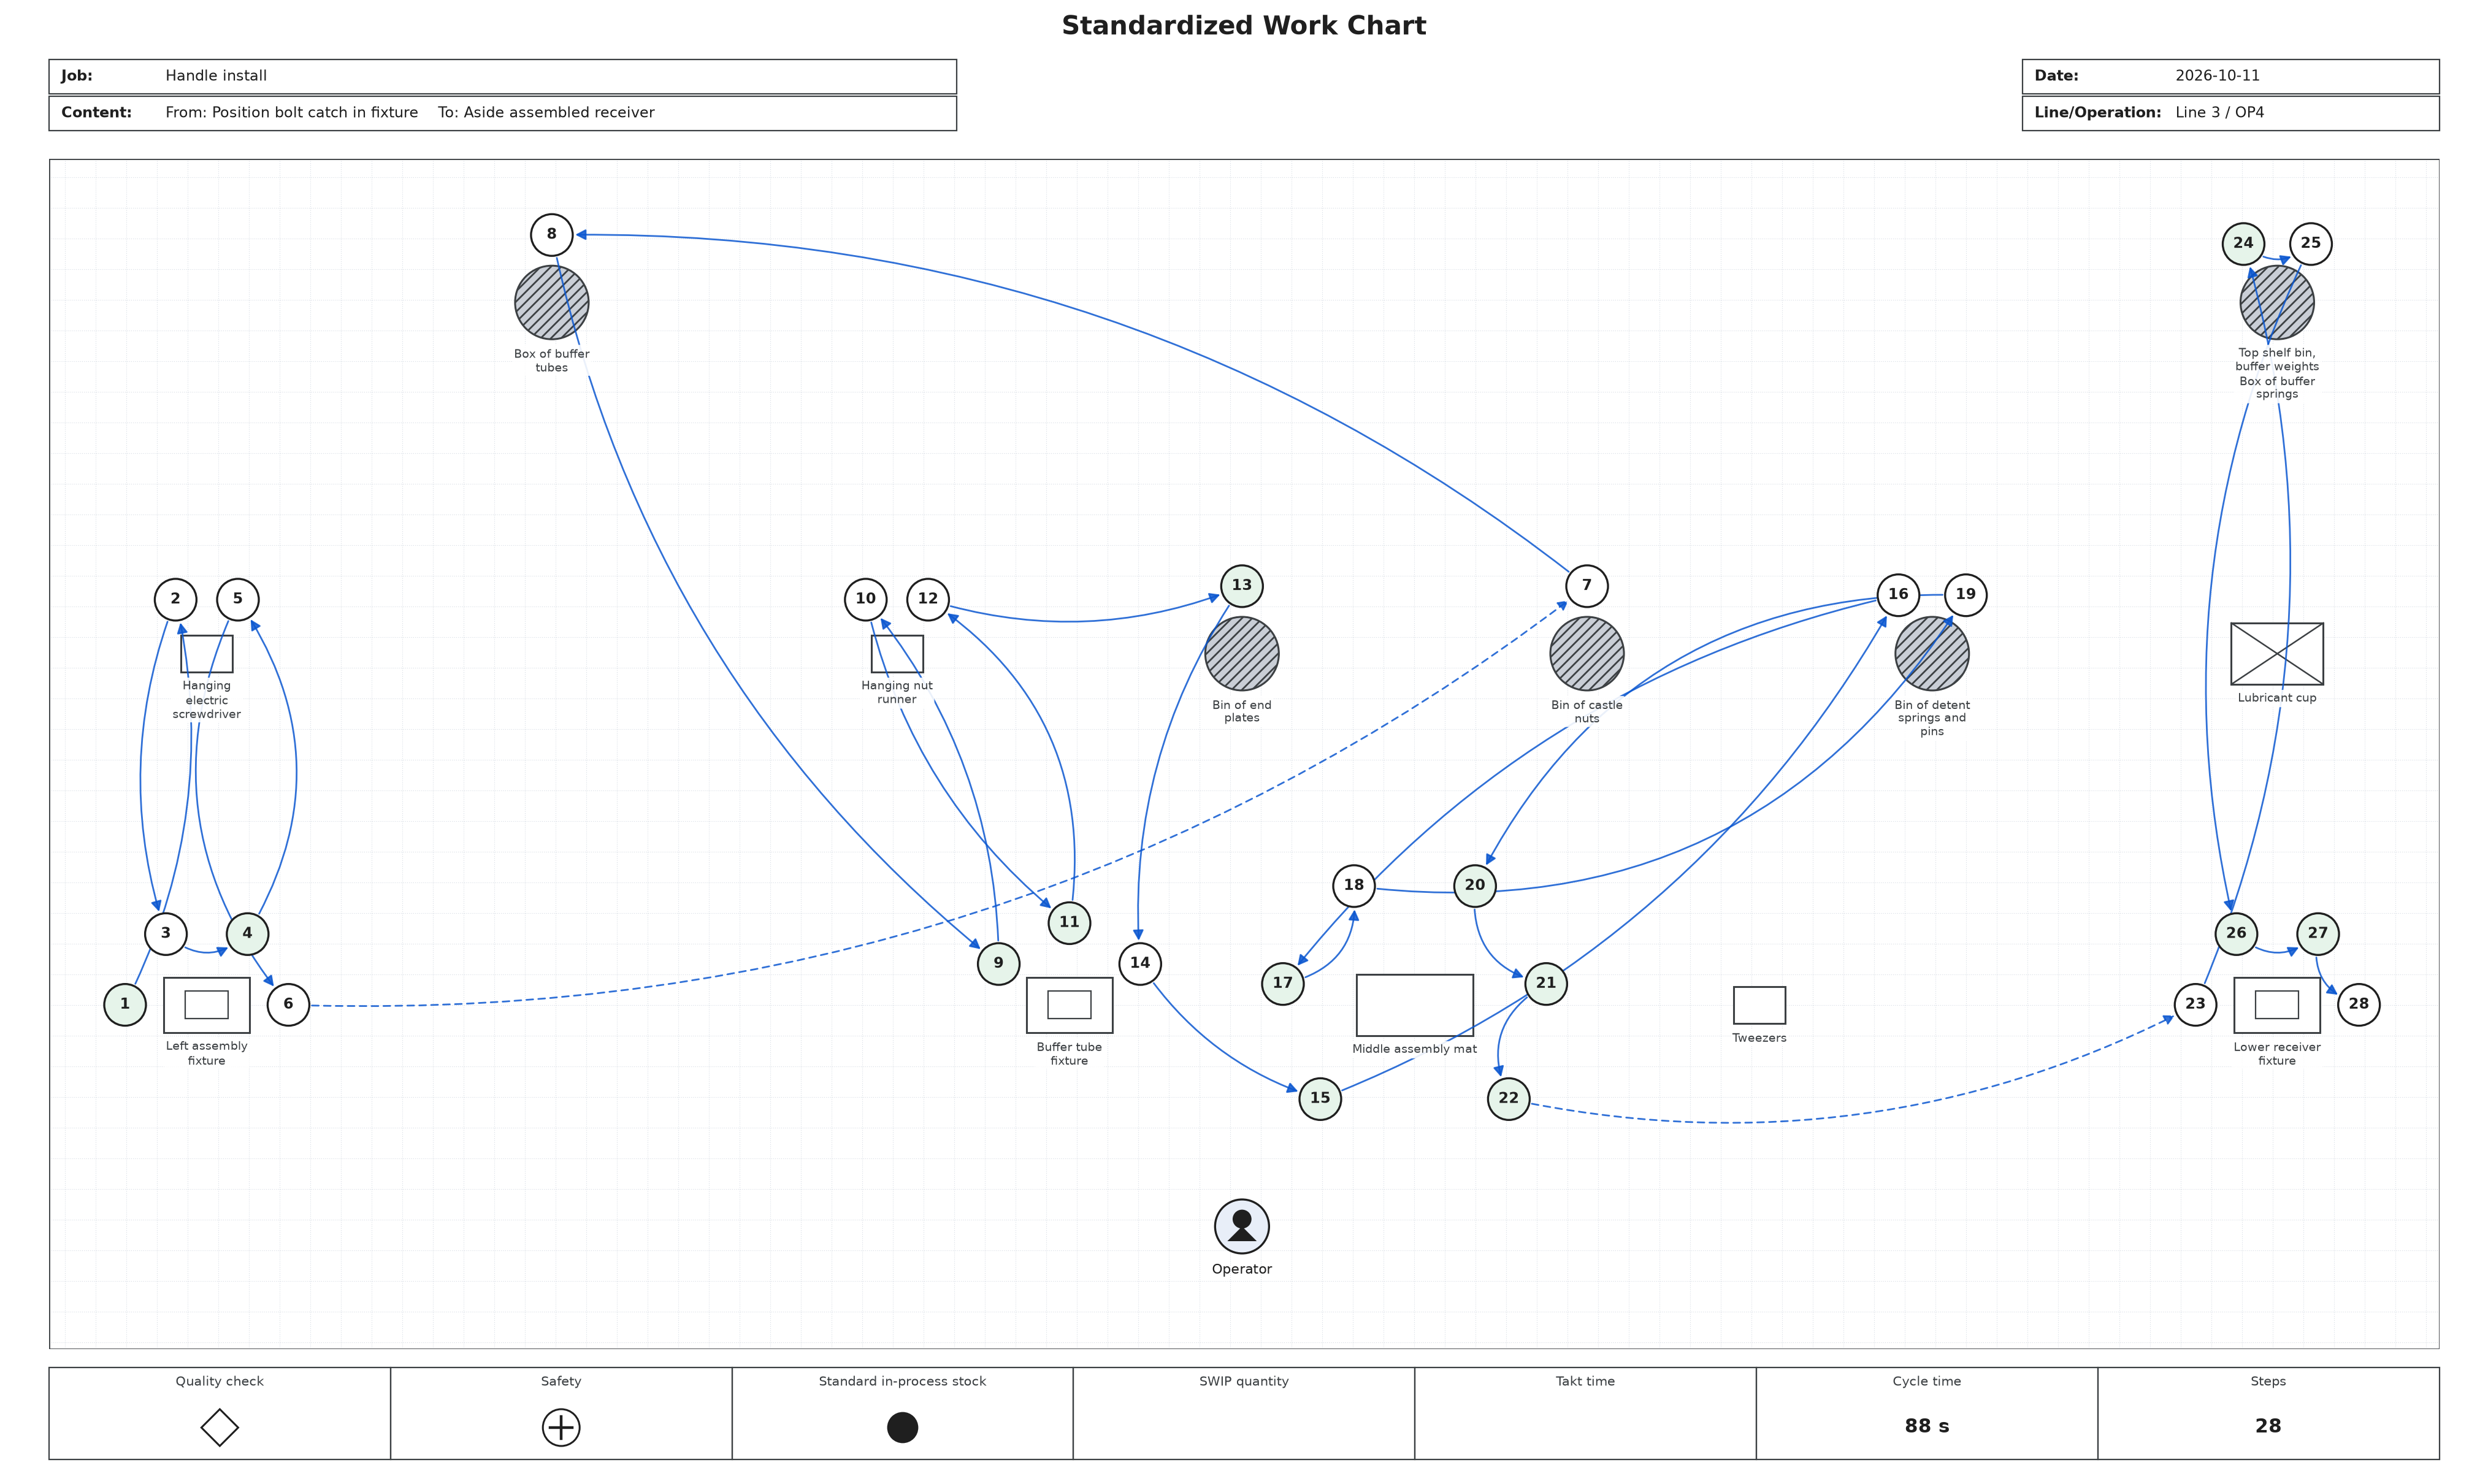 Standardized Work Chart
Job: Handle install
Date: 2026-10-11
Content: From: Position bolt catch in fixture To: Aside assembled receiver
Line/Operation: Line 3 / OP4
8
24 25
Box of buffer
tubes
Top shelf bin,
buffer weights
Box of buffer
springs
2 5 10 12 13 7 16 19
Hanging
electric
screwdriver
Hanging nut
runner
Bin of end
plates
Bin of castle
nuts
Bin of detent
springs and
pins
Lubricant cup
18 20
3 4 11 26 27
9 14 17 21
1 6 23 28
Left assembly
fixture
Buffer tube
fixture
Middle assembly mat
Tweezers
Lower receiver
fixture
15 22
Operator
Quality check
Safety
Standard in-process stock
SWIP quantity
Takt time
Cycle time
88 s
Steps
28